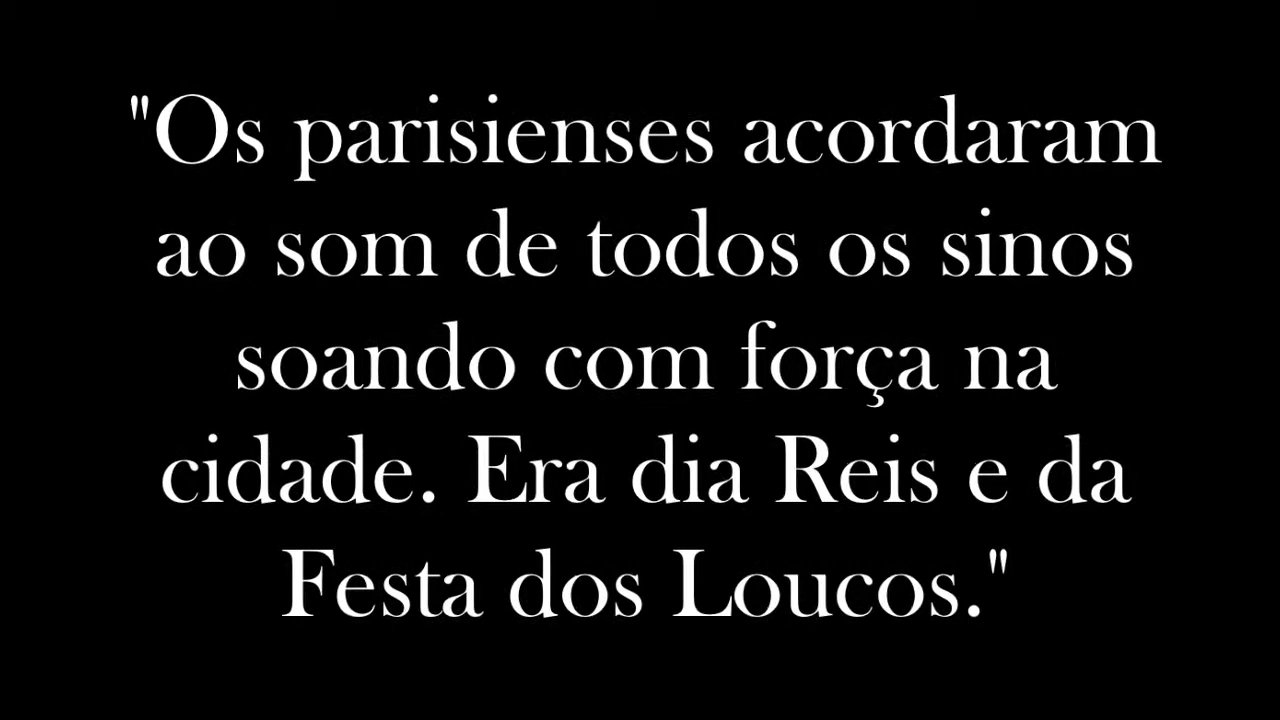 "Os parisienses acordaram
ao som de todos os sinos
soando com força na
cidade. Era dia Reis e da
Festa dos Loucos."